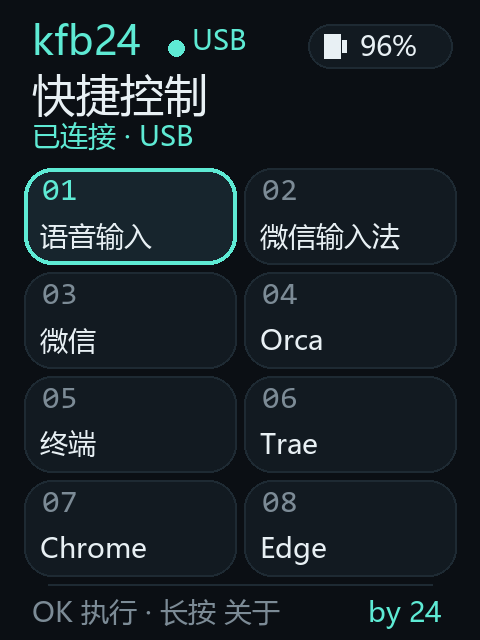 kfb24 ● USB 96%
快捷控制
已连接 · USB
01
语音输入
02
微信输入法
03
微信
04
Orca
05
终端
06
Trae
07
Chrome
08
Edge
OK 执行 · 长按 关于 by 24